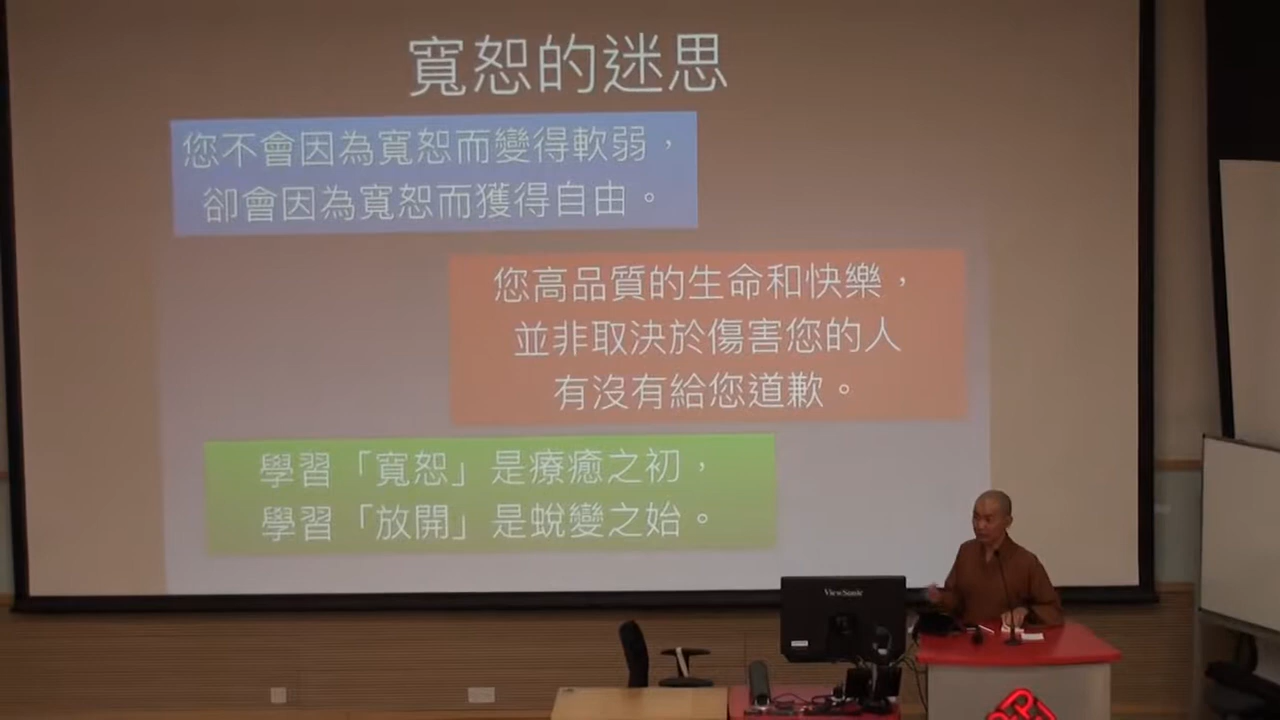 寬恕的迷思
您不會因為寬恕而變得軟弱，
卻會因為寬恕而獲得自由。
您高品質的生命和快樂，
並非取決於傷害您的人
有沒有給您道歉。
學習「寬恕」是療癒之初，
學習「放開」是蛻變之始。
ViewSonic